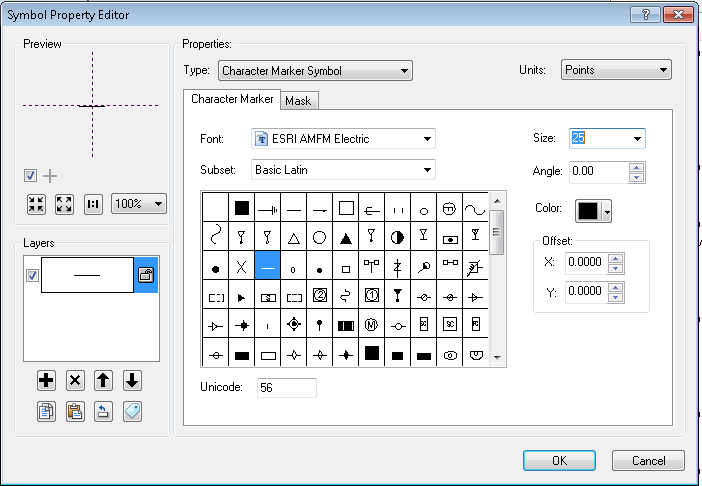 Symbol Property Editor
Preview
100%
Layers
Properties:
Type: Character Marker Symbol
Units: Points
Character Marker
Mask
Font: ESRI AMFM Electric
Size: 25
Subset: Basic Latin
Angle: 0.00
Color:
Offset:
X: 0.0000
Y: 0.0000
Unicode: 56
OK
Cancel